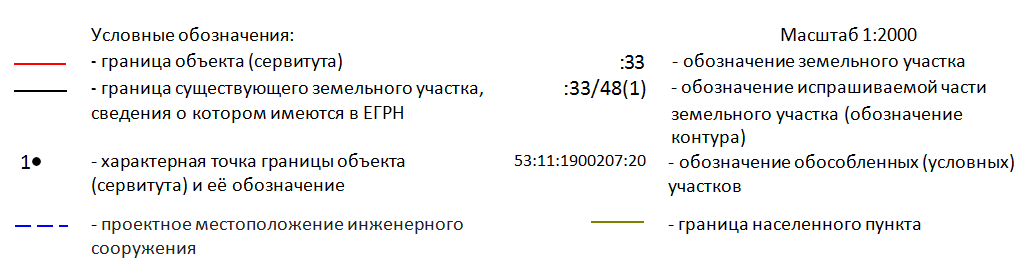 Условные обозначения:
- граница объекта (сервитута)
- граница существующего земельного участка,
сведения о котором имеются в ЕГРН
1
- характерная точка границы объекта
(сервитута) и её обозначение
- проектное местоположение инженерного
сооружения
Масштаб 1:2000
:33 - обозначение земельного участка
:33/48(1) - обозначение испрашиваемой части
земельного участка (обозначение
контура)
53:11:1900207:20 - обозначение обособленных (условных)
участков
- граница населенного пункта